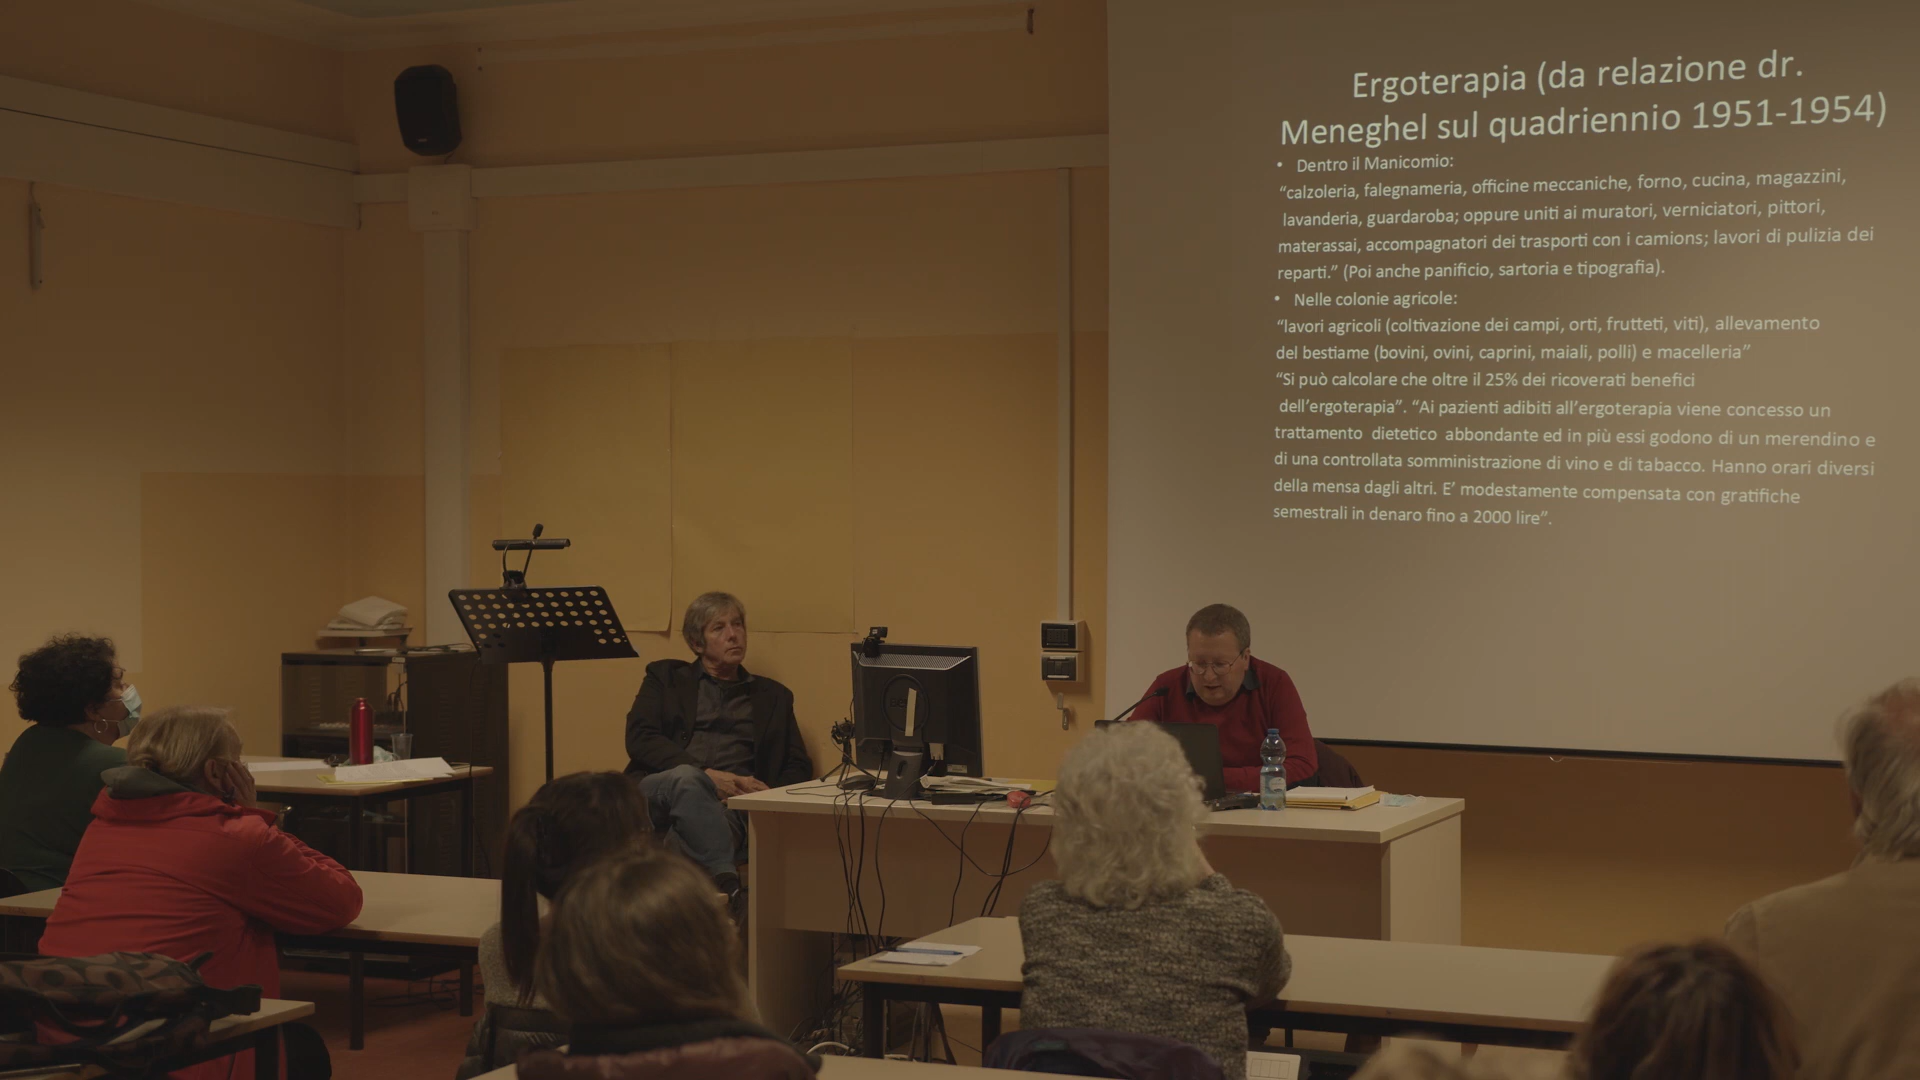 Ergoterapia (da relazione dr.
Meneghel sul quadriennio 1951-1954)
• Dentro il Manicomio:
“calzoleria, falegnameria, officine meccaniche, forno, cucina, magazzini,
lavanderia, guardaroba; oppure uniti ai muratori, verniciatori, pittori,
materassai, accompagnatori dei trasporti con i camions; lavori di pulizia dei
reparti.” (Poi anche panificio, sartoria e tipografia).
• Nelle colonie agricole:
“lavori agricoli (coltivazione dei campi, orti, frutteti, viti), allevamento
del bestiame (bovini, ovini, caprini, maiali, polli) e macelleria”
“Si può calcolare che oltre il 25% dei ricoverati benefici
dell’ergoterapia”. “Ai pazienti adibiti all’ergoterapia viene concesso un
trattamento dietetico abbondante ed in più essi godono di un merendino e
di una controllata somministrazione di vino e di tabacco. Hanno orari diversi
della mensa dagli altri. E’ modestamente compensata con gratifiche
semestrali in denaro fino a 2000 lire”.